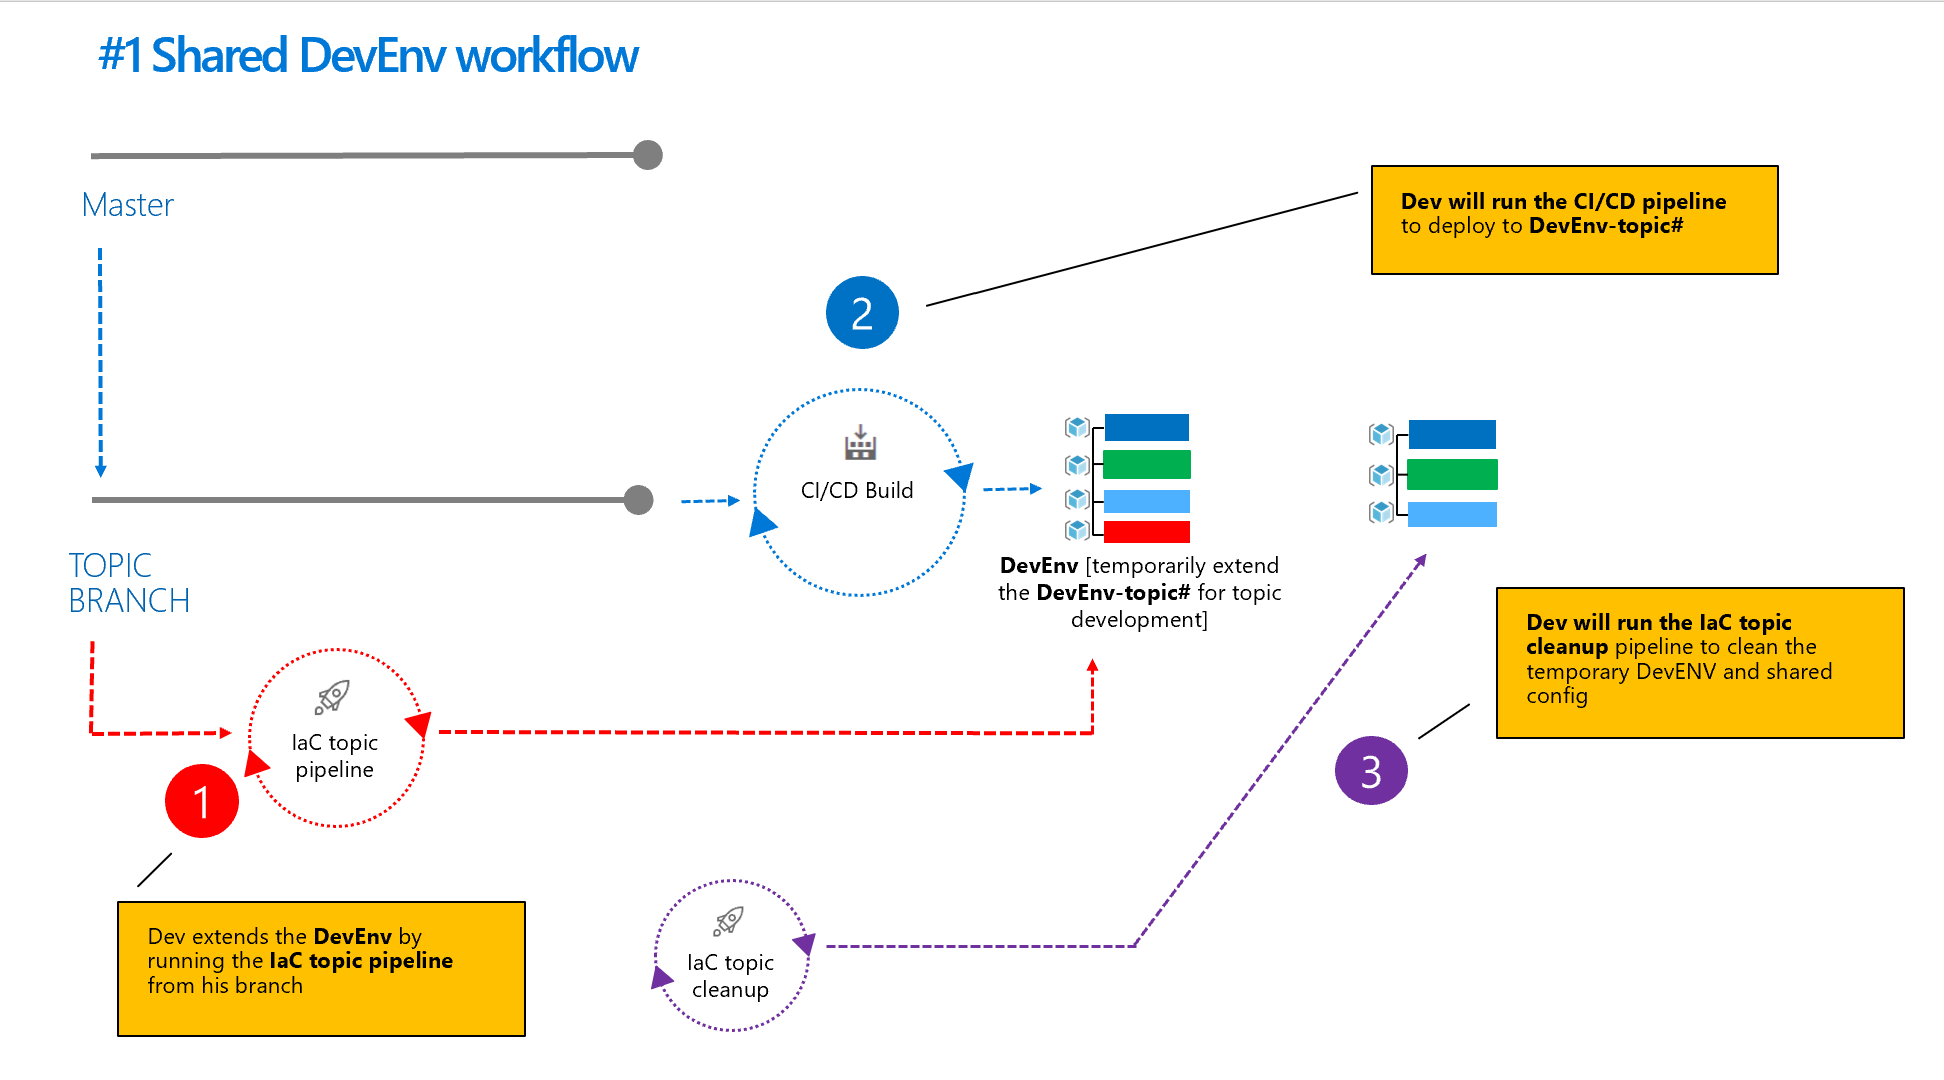 #1 Shared DevEnv workflow
Master
Dev will run the CI/CD pipeline
to deploy to DevEnv-topic#
2
CI/CD Build
TOPIC
BRANCH
DevEnv [temporarily extend
the DevEnv-topic# for topic
development]
Dev will run the IaC topic
cleanup pipeline to clean the
temporary DevENV and shared
config
IaC topic
pipeline
1
3
Dev extends the DevEnv by
running the IaC topic pipeline
from his branch
IaC topic
cleanup